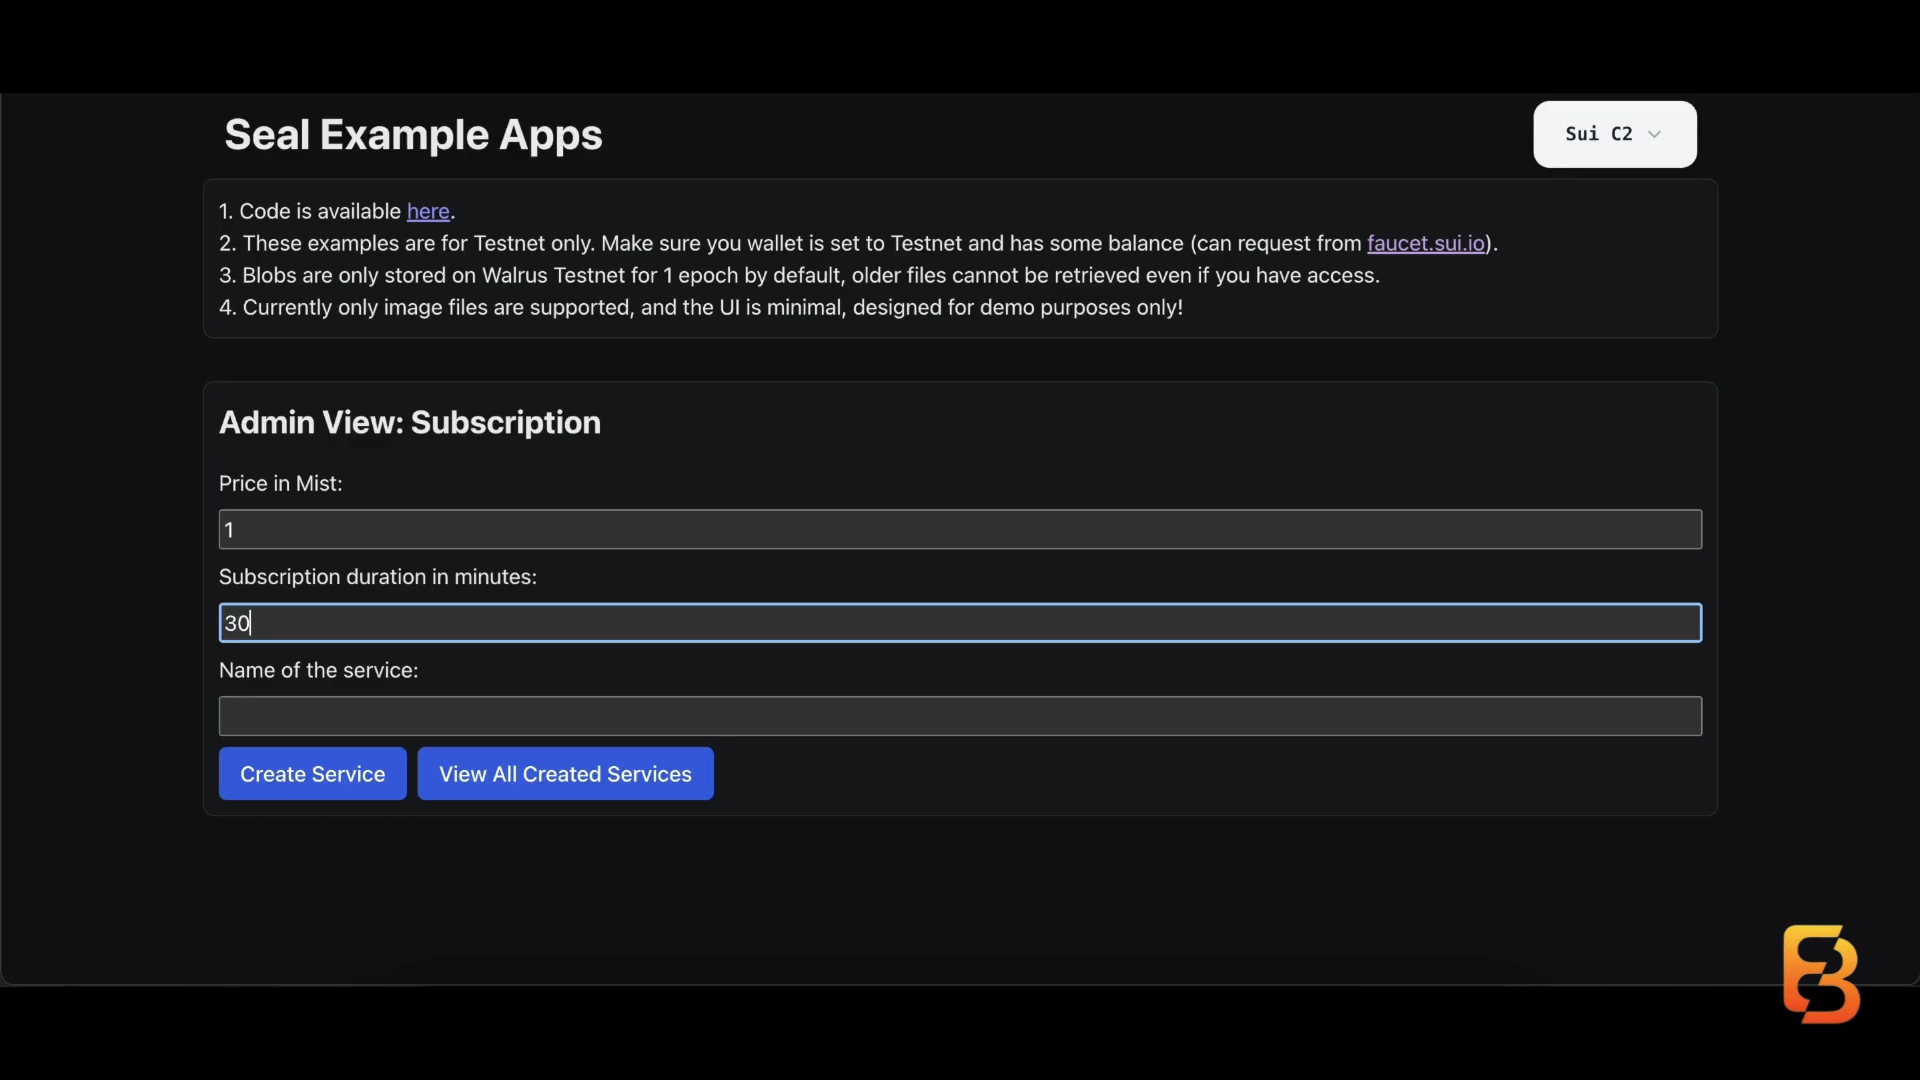 Seal Example Apps
Sui C2
1. Code is available here.
2. These examples are for Testnet only. Make sure you wallet is set to Testnet and has some balance (can request from faucet.sui.io).
3. Blobs are only stored on Walrus Testnet for 1 epoch by default, older files cannot be retrieved even if you have access.
4. Currently only image files are supported, and the UI is minimal, designed for demo purposes only!
Admin View: Subscription
Price in Mist:
1
Subscription duration in minutes:
30
Name of the service:
Create Service
View All Created Services